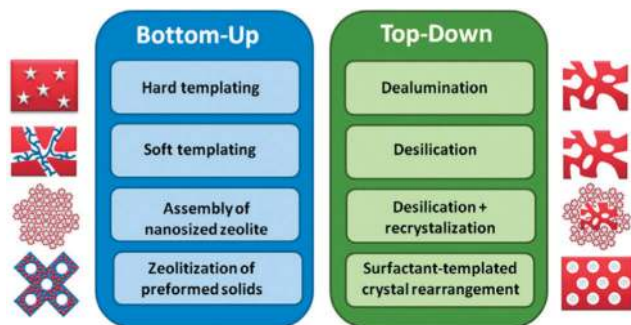 Bottom-Up
Hard templating
Soft templating
Assembly of
nanosized zeolite
Zeolitization of
preformed solids
Top-Down
Dealumination
Desilication
Desilication +
recrystalization
Surfactant-templated
crystal rearrangement